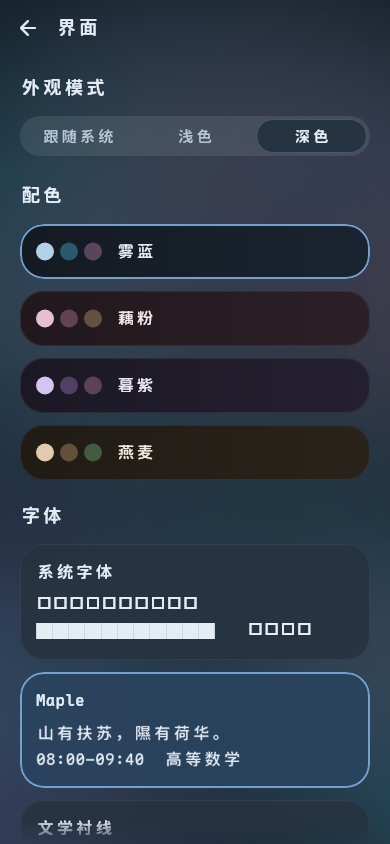 界面
外观模式
跟随系统 浅色 深色
配色
雾蓝
藕粉
暮紫
燕麦
字体
系统字体
Maple
山有扶苏，隰有荷华。
08:00–09:40 高等数学
文学衬线